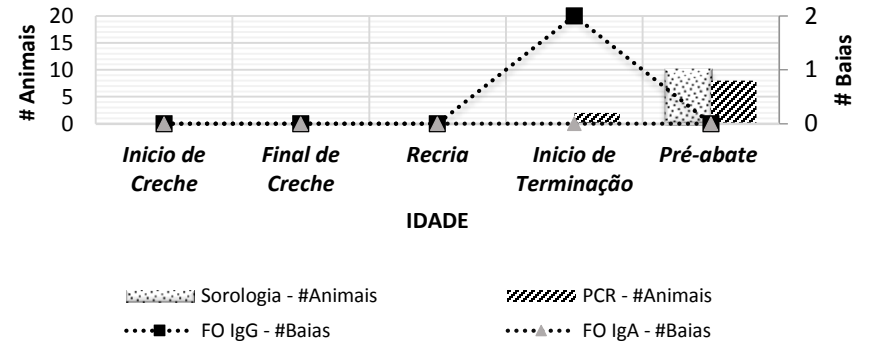 # Animais
20
15
10
5
0
2
1
0
# Baias
Inicio de
Creche
Final de
Creche
Recria
Inicio de
Terminação
Pré-abate
IDADE
Sorologia - #Animais
PCR - #Animais
FO IgG - #Baias
FO IgA - #Baias